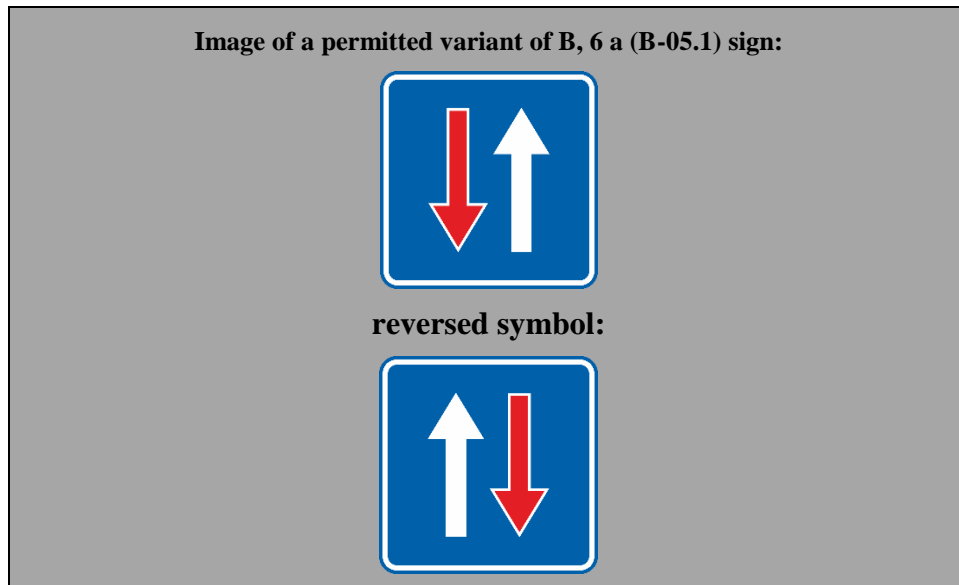 Image of a permitted variant of B, 6 a (B-05.1) sign:
reversed symbol: